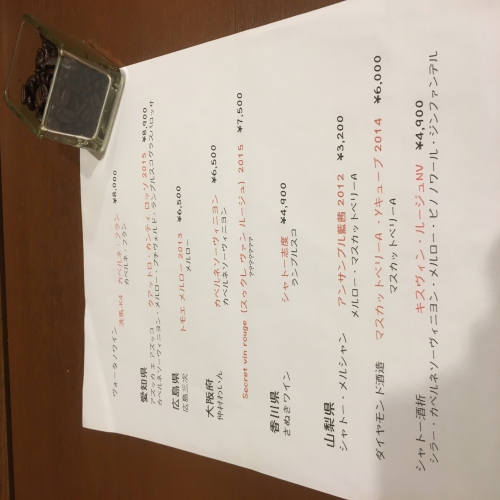 ヴォータノワイン
洗馬-K4 カベルネ・フラン ¥8,000
カベルネ・フラン
愛知県
アズッカ エ アズッコ クアットロ・カンティ ロッソ 2015 ¥8,900
カベルネソーヴィニヨン・メルロー・プチヴェルド・ランブルスコグラスパロッサ
広島県
広島三次 トモエ メルロー 2013 ¥6,500
メルロー
大阪府
仲村わいん カベルネソーヴィニヨン ¥6,500
カベルネソーヴィニヨン
Secret vin rouge (スゥクレ ヴァン ルージュ) 2015 ¥7,500
???????
香川県
さぬきワイン シャトー志度 ¥4,900
ランブルスコ
山梨県
シャトー・メルシャン アンサンブル藍茜 2012 ¥3,200
メルロー・マスカットベリーA
ダイヤモンド酒造 マスカットベリーA ・Yキューブ 2014 ¥6,000
マスカットベリーA
シャトー酒折 キスヴィン・ルージュNV ¥4,900
シラー・カベルネソーヴィニヨン・メルロー・ピノノワール・ジンファンデル